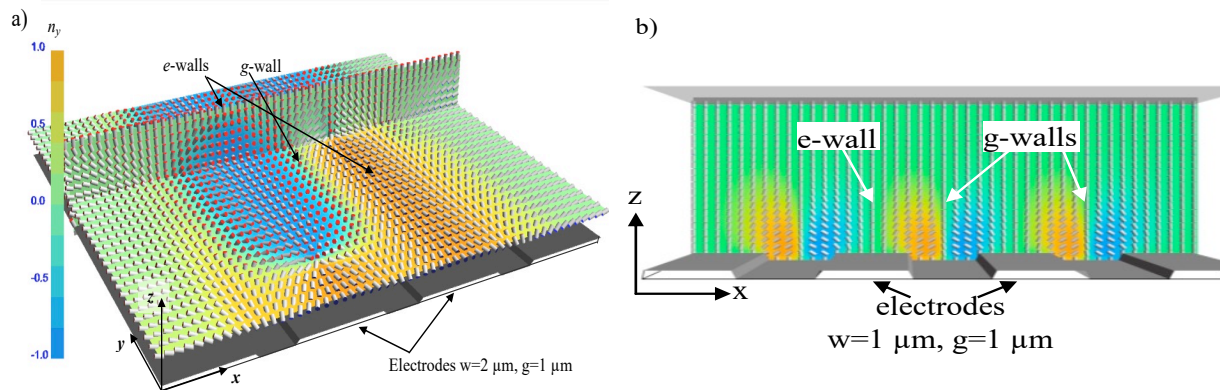 a)
n_y
1.0
0.5
0.0
-0.5
-1.0
e-walls
g-wall
z
y
x
Electrodes w=2 μm, g=1 μm
b)
e-wall
g-walls
z
x
electrodes
w=1 μm, g=1 μm